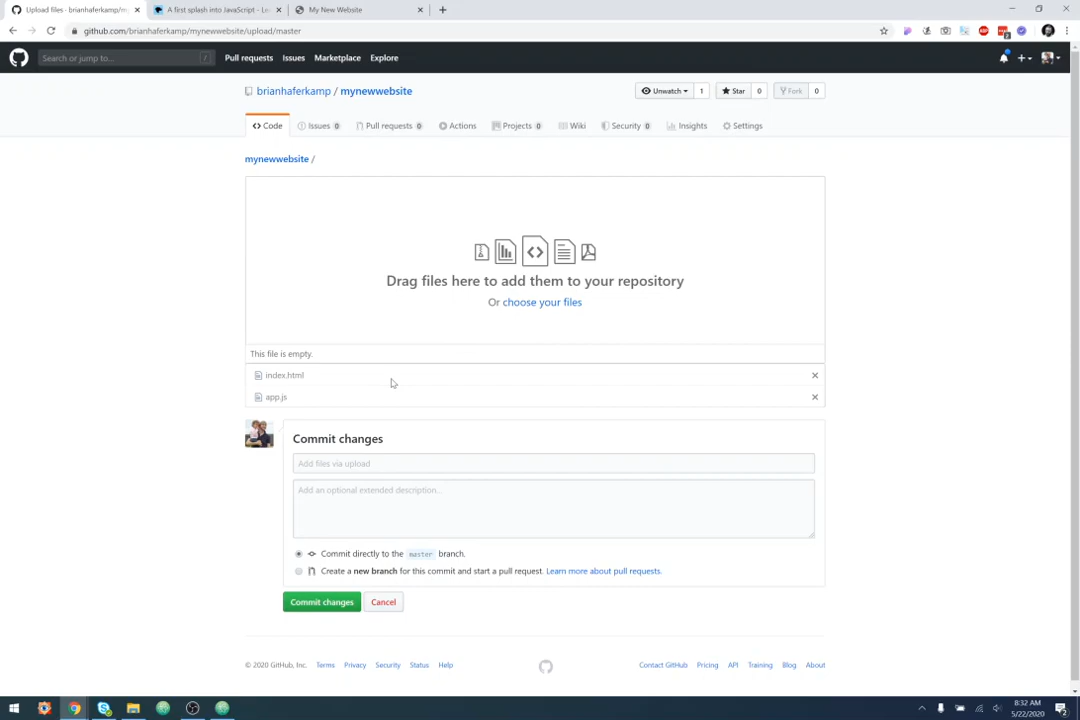 Upload files · brianhaferkamp/m
A first splash into JavaScript - Le
My New Website
github.com/brianhaferkamp/mynewwebsite/upload/master
Search or jump to...
/
Pull requests
Issues
Marketplace
Explore
brianhaferkamp / mynewwebsite
Unwatch 1
Star 0
Fork 0
Code
Issues 0
Pull requests 0
Actions
Projects 0
Wiki
Security 0
Insights
Settings
mynewwebsite /
Drag files here to add them to your repository
Or choose your files
This file is empty.
index.html
app.js
Commit changes
Add files via upload
Add an optional extended description...
Commit directly to the master branch.
Create a new branch for this commit and start a pull request. Learn more about pull requests.
Commit changes
Cancel
© 2020 GitHub, Inc.
Terms
Privacy
Security
Status
Help
Contact GitHub
Pricing
API
Training
Blog
About
8:32 AM
5/22/2020